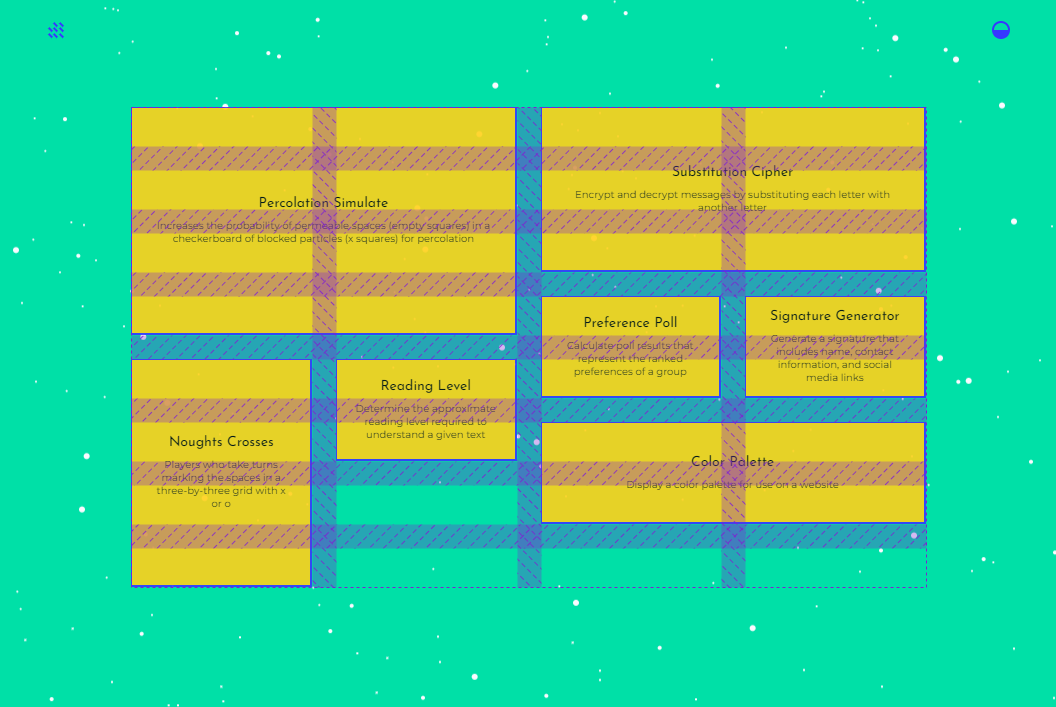 Percolation Simulate
Increases the probability of permeable spaces (empty squares) in a
checkerboard of blocked particles (x squares) for percolation
Substitution Cipher
Encrypt and decrypt messages by substituting each letter with
another letter
Preference Poll
Calculate poll results that
represent the ranked
preferences of a group
Signature Generator
Generate a signature that
includes name, contact
information, and social
media links
Noughts Crosses
Players who take turns
marking the spaces in a
three-by-three grid with x
or o
Reading Level
Determine the approximate
reading level required to
understand a given text
Color Palette
Display a color palette for use on a website